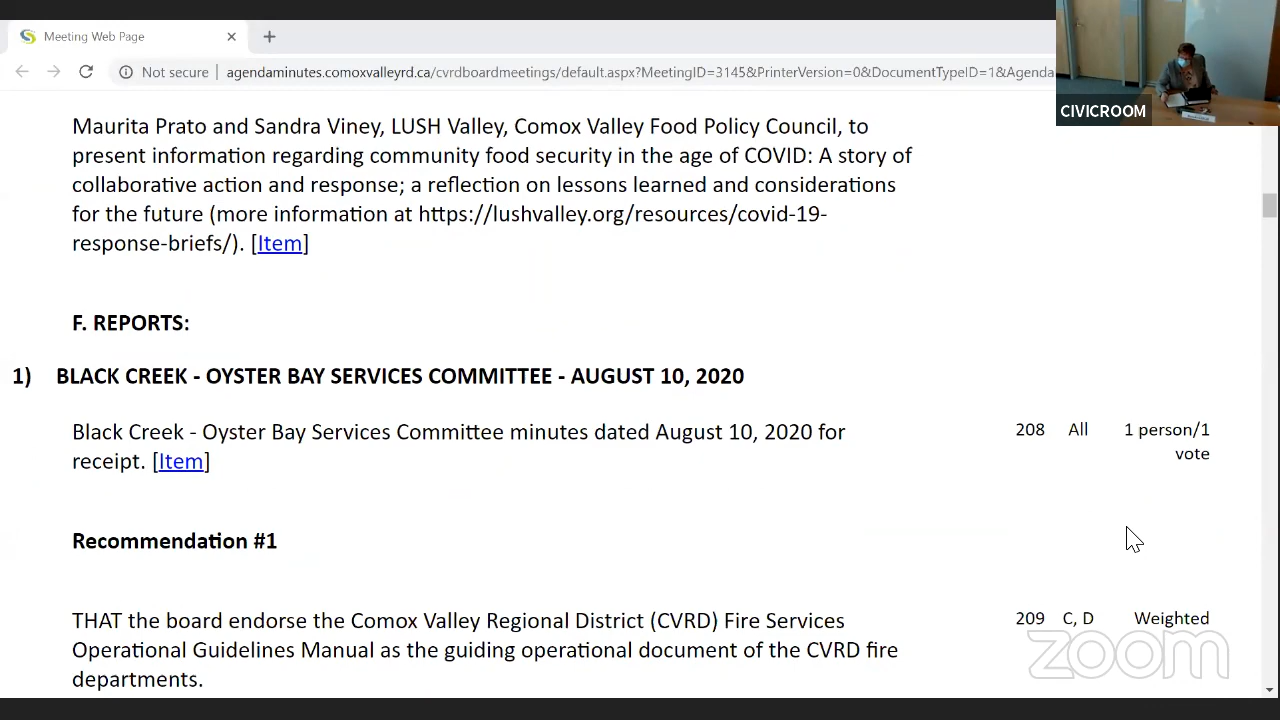 Meeting Web Page
Not secure
agendaminutes.comoxvalleyrd.ca/cvrdboardmeetings/default.aspx?MeetingID=3145&PrinterVersion=0&DocumentTypeID=1&Agenda
CIVICROOM
Maurita Prato and Sandra Viney, LUSH Valley, Comox Valley Food Policy Council, to
present information regarding community food security in the age of COVID: A story of
collaborative action and response; a reflection on lessons learned and considerations
for the future (more information at https://lushvalley.org/resources/covid-19-
response-briefs/). [Item]
F. REPORTS:
1) BLACK CREEK - OYSTER BAY SERVICES COMMITTEE - AUGUST 10, 2020
Black Creek - Oyster Bay Services Committee minutes dated August 10, 2020 for
receipt. [Item]
208 All 1 person/1
vote
Recommendation #1
THAT the board endorse the Comox Valley Regional District (CVRD) Fire Services
Operational Guidelines Manual as the guiding operational document of the CVRD fire
departments.
209 C, D Weighted
zoom